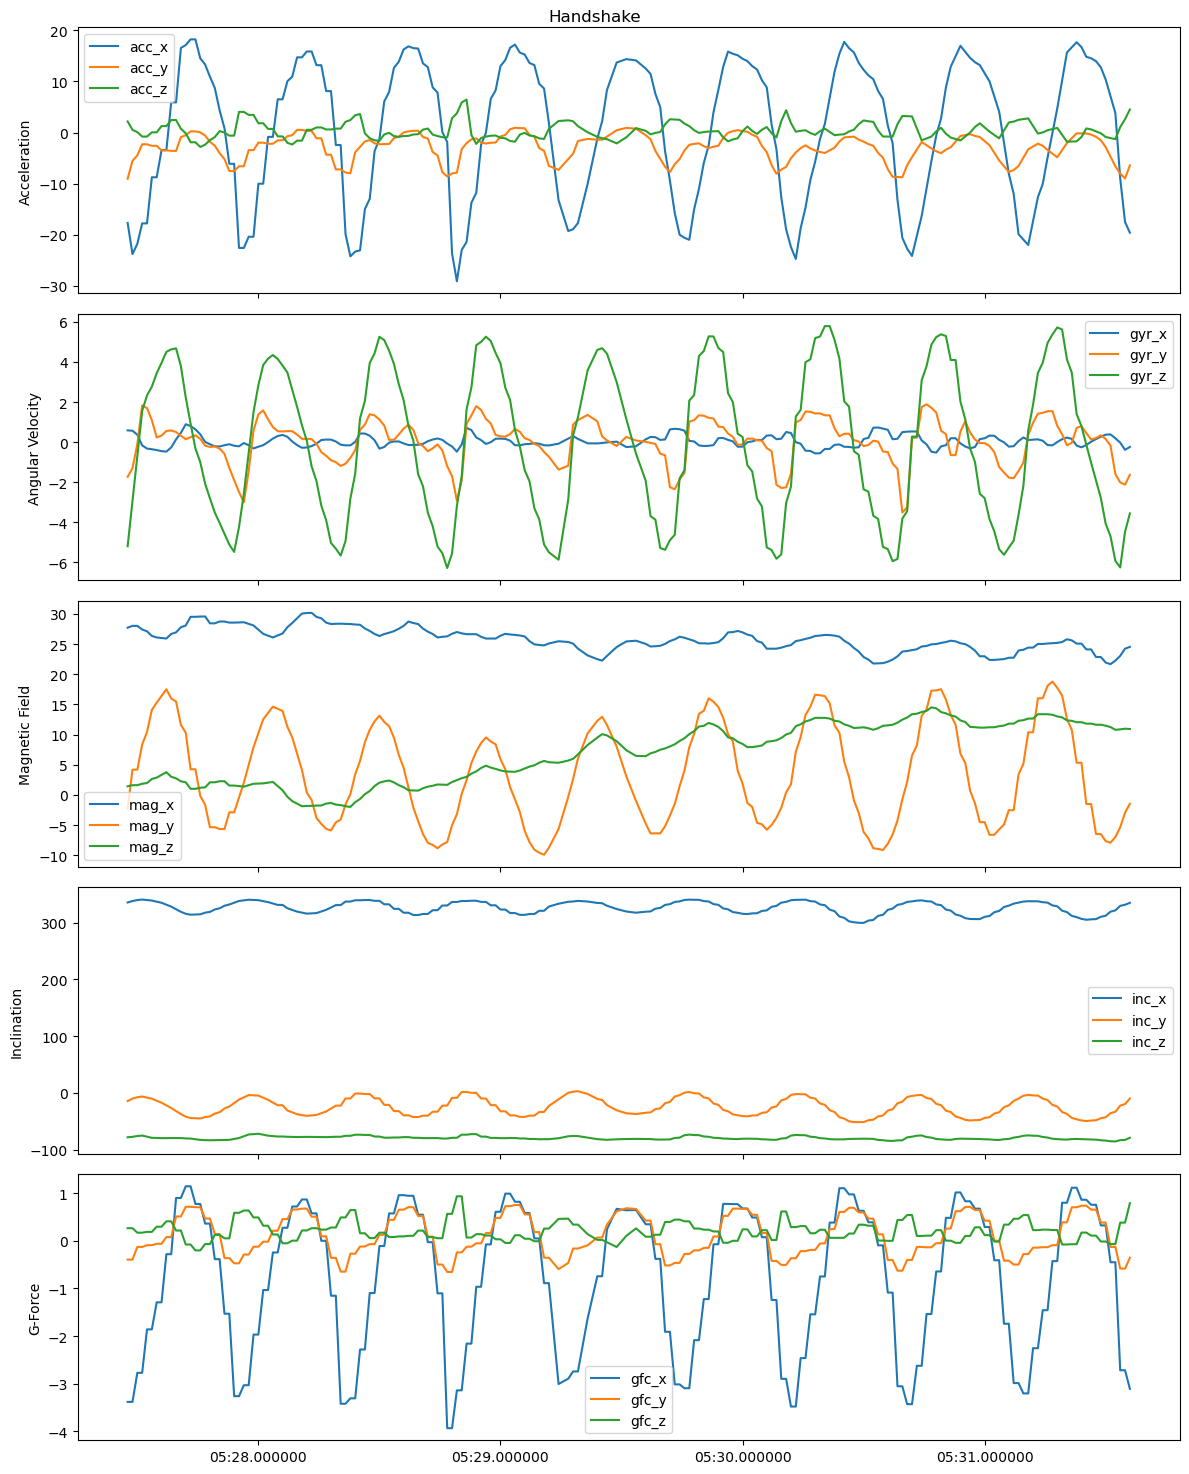 Handshake
20
10
0
−10
−20
−30
Acceleration
acc_x
acc_y
acc_z
6
4
2
0
−2
−4
−6
Angular Velocity
gyr_x
gyr_y
gyr_z
30
25
20
15
10
5
0
−5
−10
Magnetic Field
mag_x
mag_y
mag_z
300
200
100
0
−100
Inclination
inc_x
inc_y
inc_z
1
0
−1
−2
−3
−4
G-Force
gfc_x
gfc_y
gfc_z
05:28.000000
05:29.000000
05:30.000000
05:31.000000